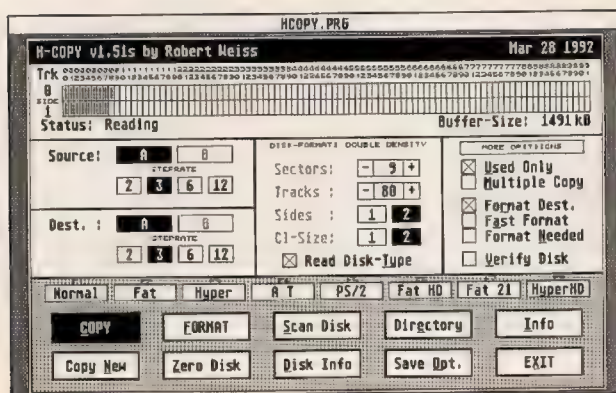 HCOPY.PRG
H-COPY v1.51s by Robert Weiss Mar 28 1992
Trk
0
SIDE
1
Status: Reading Buffer-Size: 1491 kB
Source: A B
STEPRATE
2 3 6 12
Dest. : A B
STEPRATE
2 3 6 12
DISK-FORMAT: DOUBLE DENSITY
Sectors: - 9 +
Tracks : - 80 +
Sides : 1 2
Cl-Size: 1 2
Read Disk-Type
MORE OPTIONS
Used Only
Multiple Copy
Format Dest.
Fast Format
Format Needed
Verify Disk
Normal Fat Hyper A T PS/2 Fat HD Fat 21 HyperHD
COPY FORMAT Scan Disk Directory Info
Copy New Zero Disk Disk Info Save Opt. EXIT